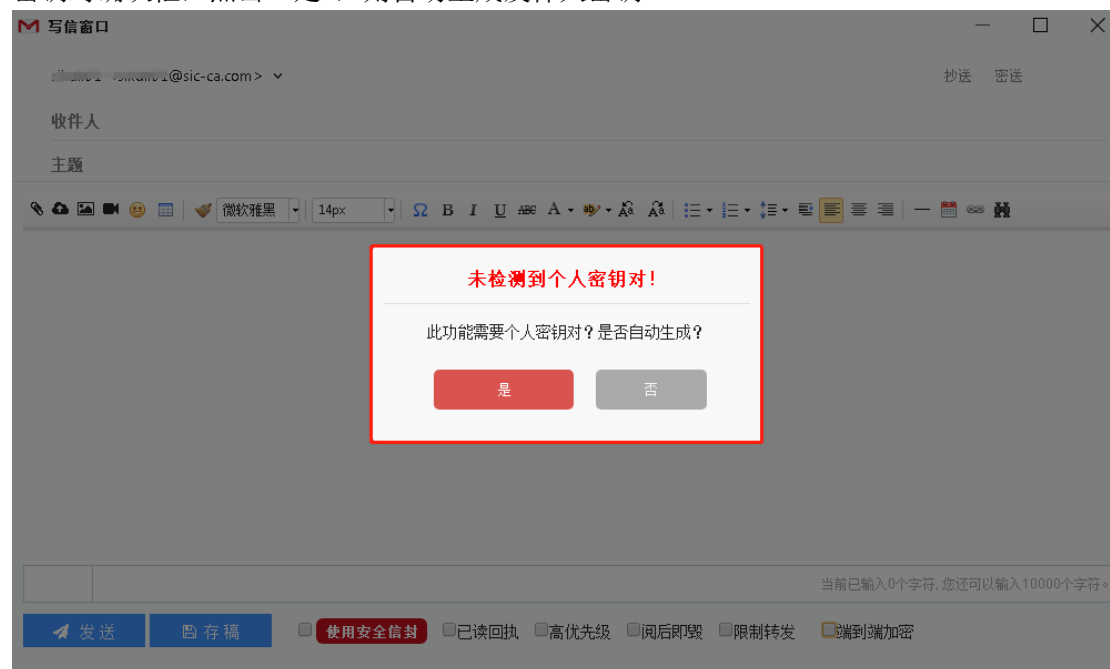 写信窗口
@sic-ca.com>
抄送 密送
收件人
主题
微软雅黑 14px Ω B I U ABC A
未检测到个人密钥对！
此功能需要个人密钥对？是否自动生成？
是 否
当前已输入0个字符, 您还可以输入10000个字符。
发送 存稿 使用安全信封 已读回执 高优先级 阅后即毁 限制转发 端到端加密